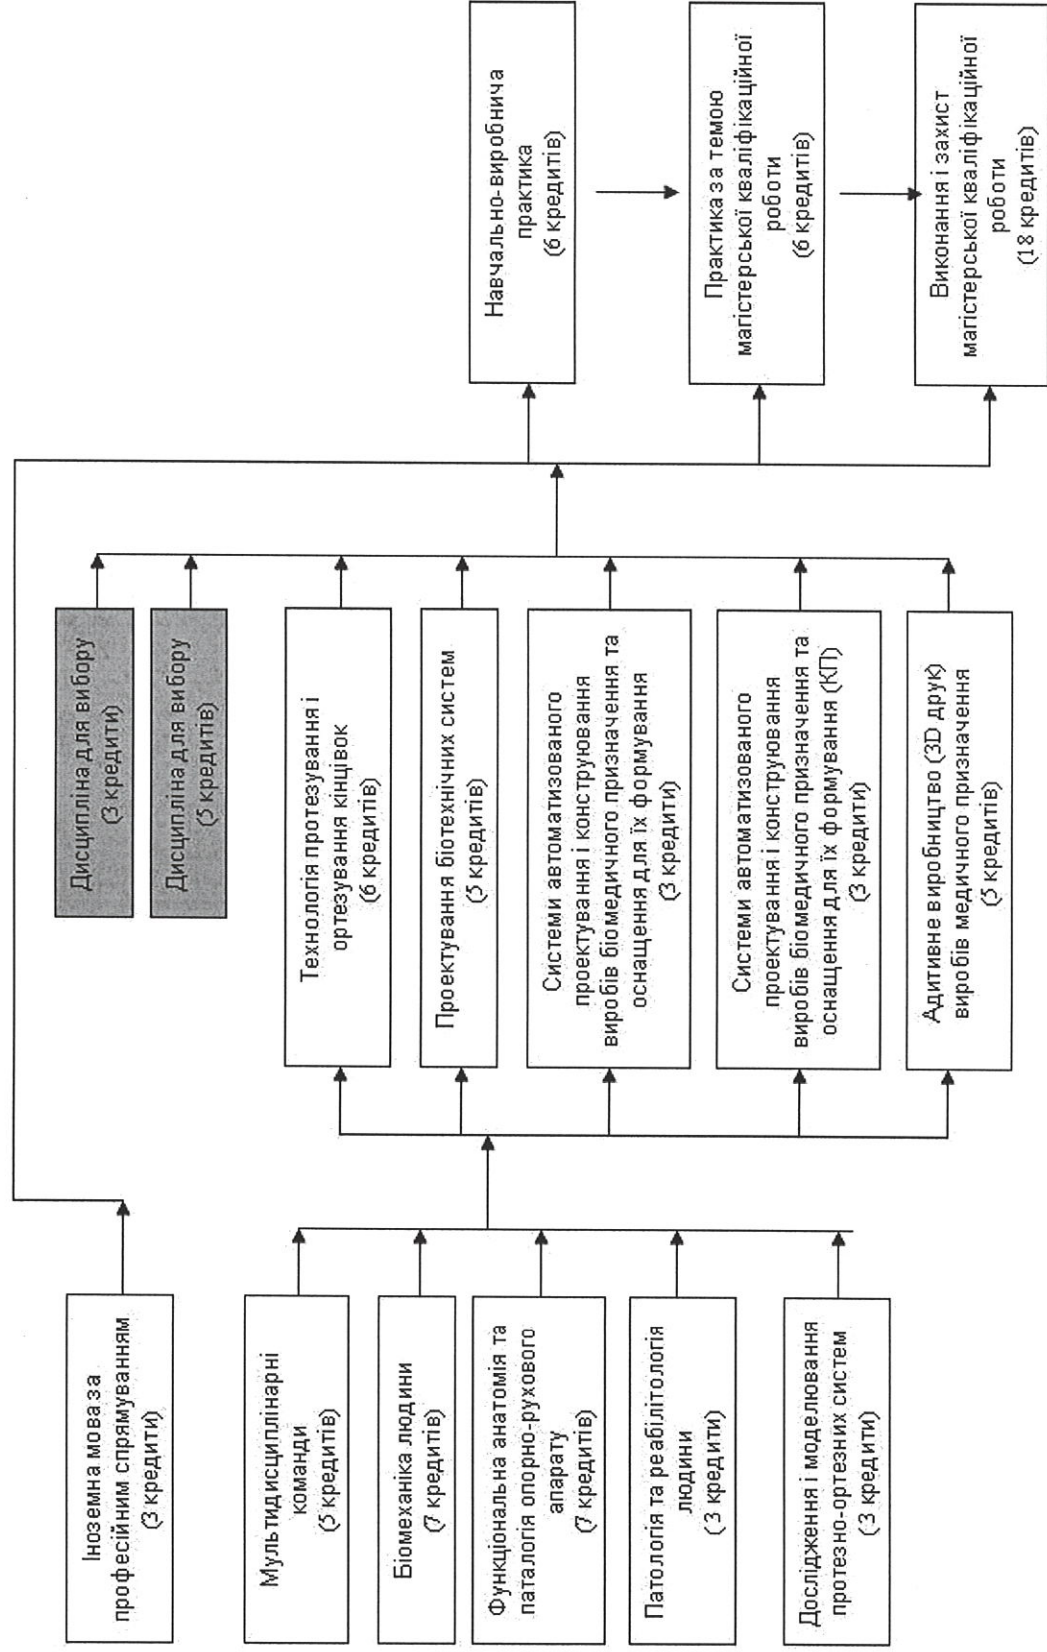 Іноземна мова за
професійним спрямуванням
(3 кредити)
Мультидисциплінарні
команди
(5 кредитів)
Біомеханіка людини
(7 кредитів)
Функціональна анатомія та
паталогія опорно-рухового
апарату
(7 кредитів)
Патологія та реабілітологія
людини
( 3 кредити)
Дослідження і моделювання
протезно-ортезних систем
( 3 кредити)
Дисципліна для вибору
(3 кредити)
Дисципліна для вибору
(5 кредитів)
Технологія протезування і
ортезування кінцівок
(6 кредитів)
Проектування біотехнічних систем
(5 кредитів)
Системи автоматизованого
проектування і конструювання
виробів біомедичного призначення та
оснащення для їх формування
(3 кредити)
Системи автоматизованого
проектування і конструювання
виробів біомедичного призначення та
оснащення для їх формування (КП)
(3 кредити)
Адитивне виробництво (3D друк)
виробів медичного призначення
(5 кредитів)
Навчально-виробнича
практика
(6 кредитів)
Практика за темою
магістерської кваліфікаційної
роботи
(6 кредитів)
Виконання і захист
магістерської кваліфікаційної
роботи
(18 кредитів)